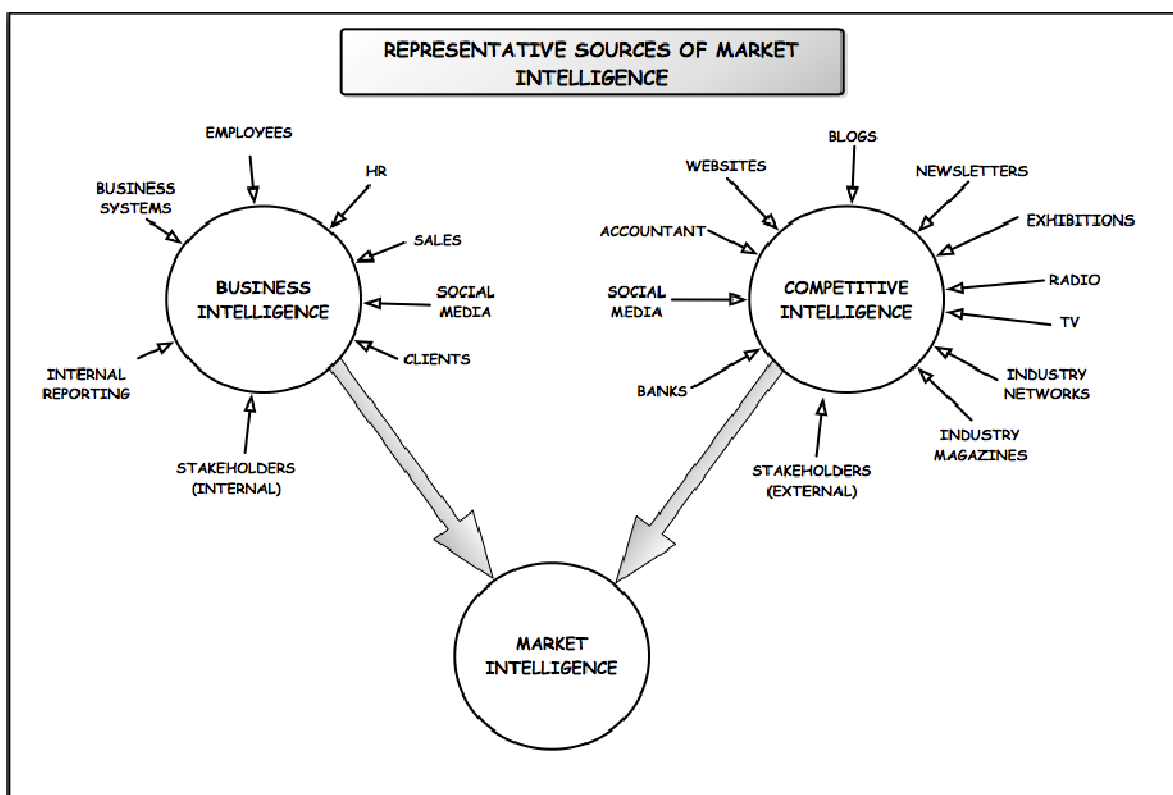 REPRESENTATIVE SOURCES OF MARKET
INTELLIGENCE
EMPLOYEES
HR
BUSINESS
SYSTEMS
SALES
BUSINESS
INTELLIGENCE
SOCIAL
MEDIA
CLIENTS
INTERNAL
REPORTING
STAKEHOLDERS
(INTERNAL)
BLOGS
WEBSITES
NEWSLETTERS
EXHIBITIONS
ACCOUNTANT
RADIO
COMPETITIVE
INTELLIGENCE
SOCIAL
MEDIA
TV
BANKS
INDUSTRY
NETWORKS
INDUSTRY
MAGAZINES
STAKEHOLDERS
(EXTERNAL)
MARKET
INTELLIGENCE